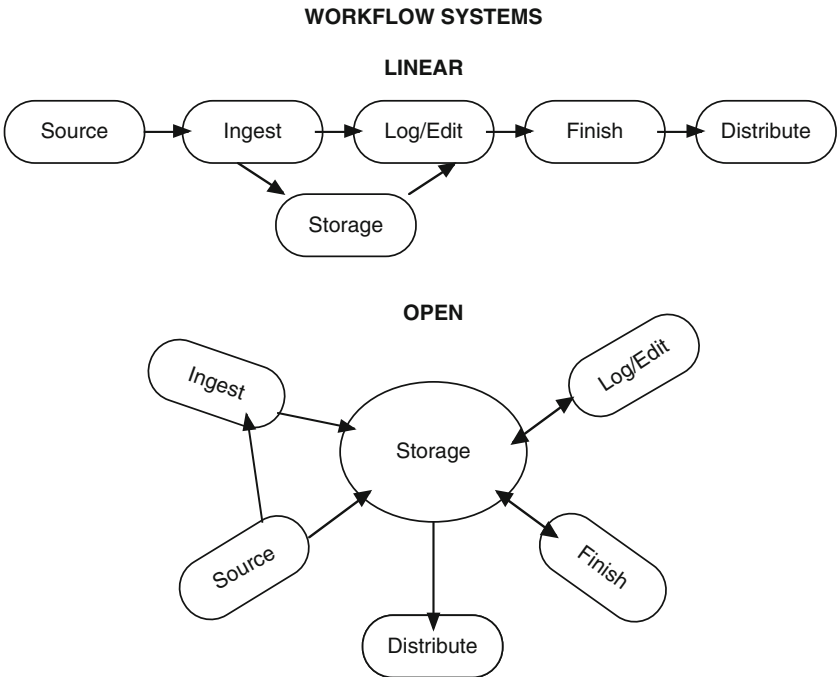 WORKFLOW SYSTEMS
LINEAR
Source
Ingest
Log/Edit
Finish
Distribute
Storage
OPEN
Ingest
Log/Edit
Storage
Source
Finish
Distribute